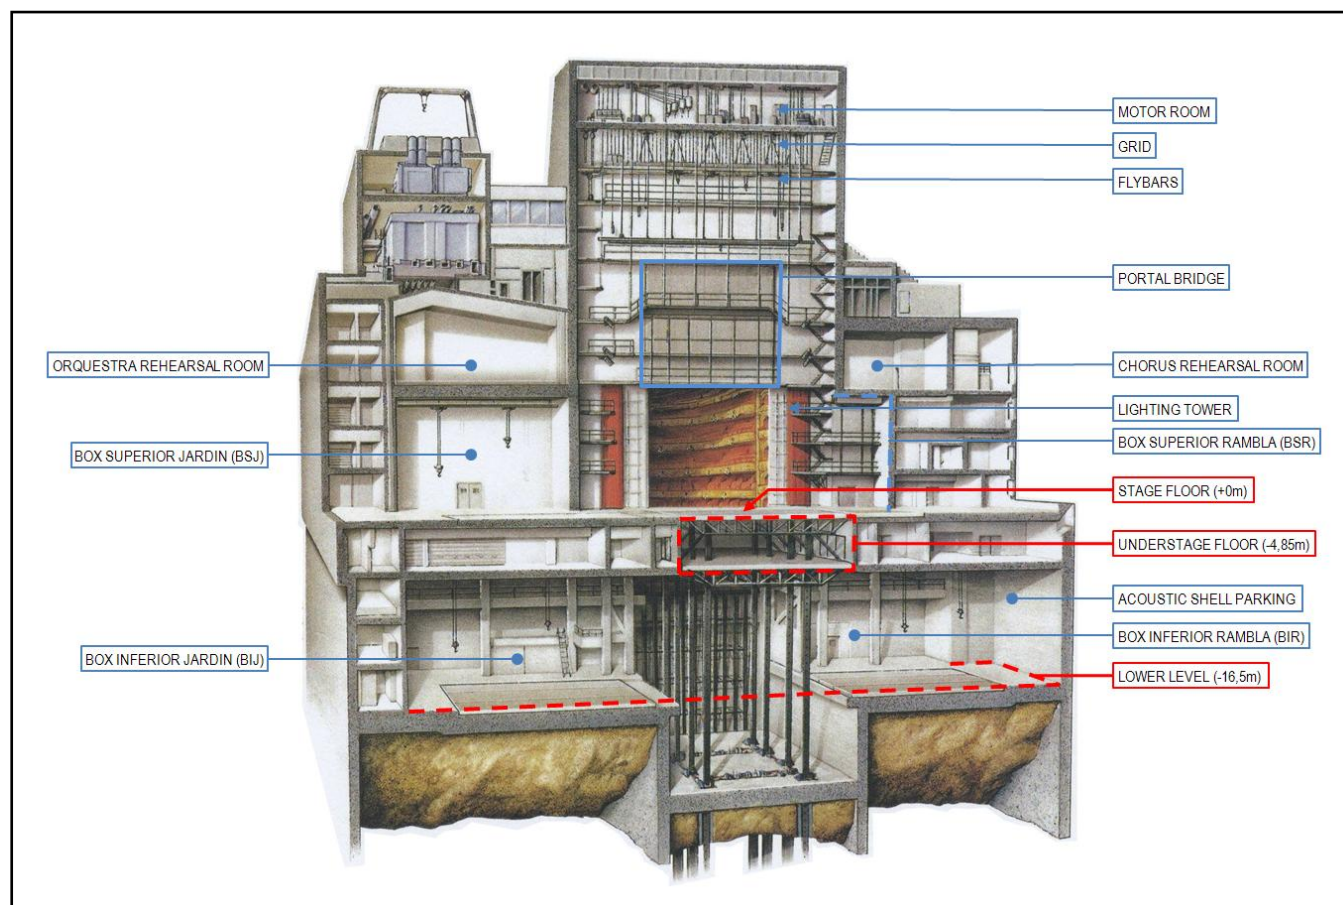 MOTOR ROOM
GRID
FLYBARS
PORTAL BRIDGE
ORQUESTRA REHEARSAL ROOM
CHORUS REHEARSAL ROOM
LIGHTING TOWER
BOX SUPERIOR JARDIN (BSJ)
BOX SUPERIOR RAMBLA (BSR)
STAGE FLOOR (+0m)
UNDERSTAGE FLOOR (-4,85m)
ACOUSTIC SHELL PARKING
BOX INFERIOR RAMBLA (BIR)
BOX INFERIOR JARDIN (BIJ)
LOWER LEVEL (-16,5m)